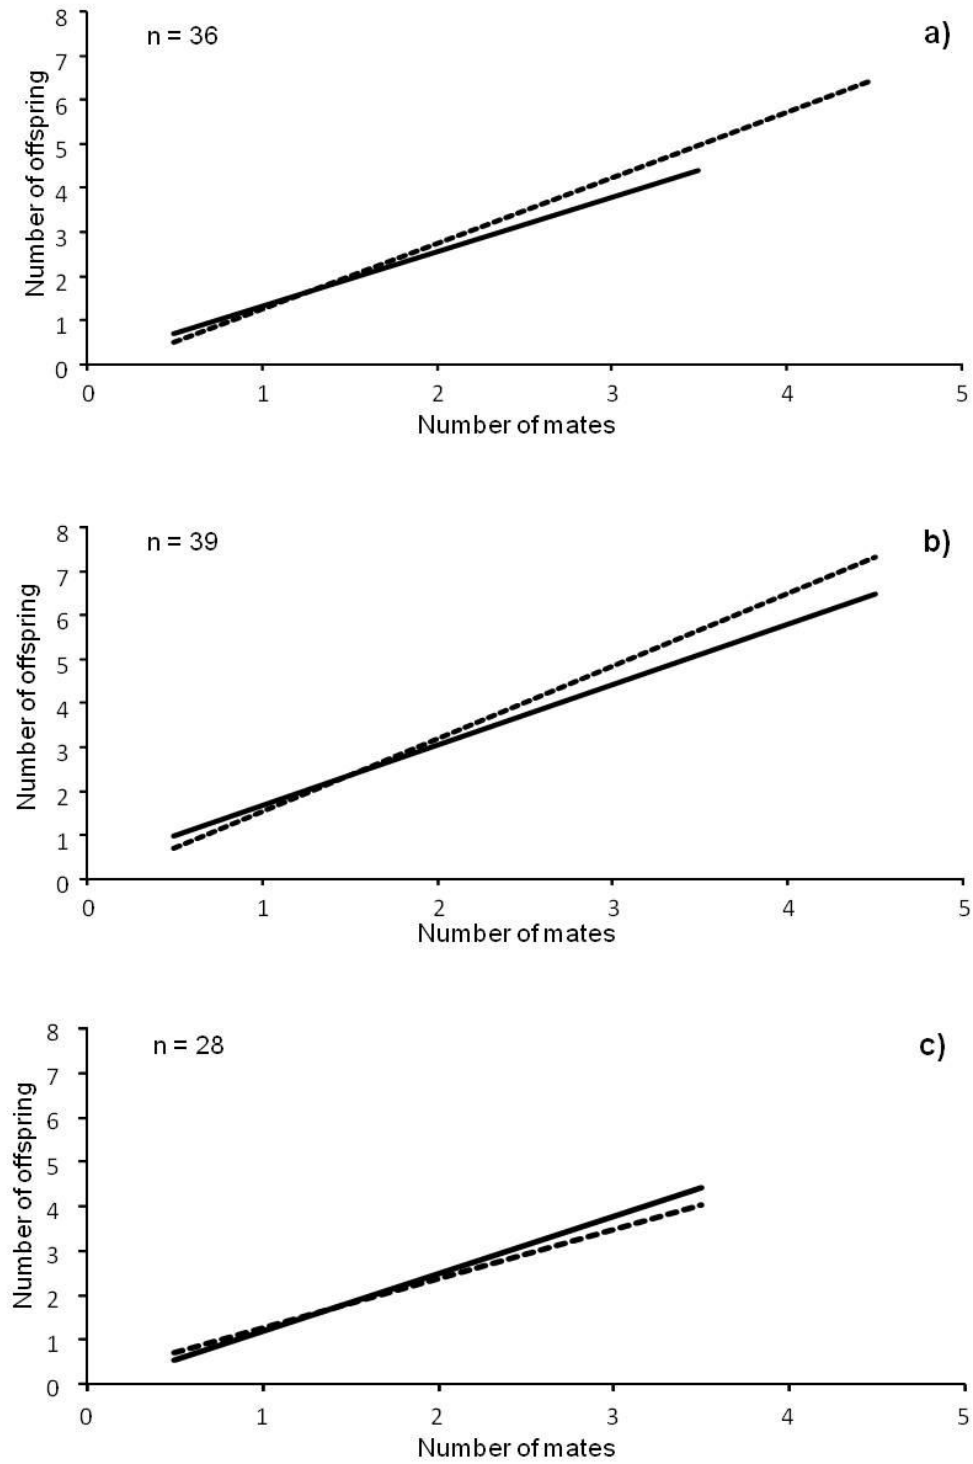 n = 36
a)
Number of offspring
8
7
6
5
4
3
2
1
0
0 1 2 3 4 5
Number of mates
n = 39
b)
Number of offspring
8
7
6
5
4
3
2
1
0
0 1 2 3 4 5
Number of mates
n = 28
c)
Number of offspring
8
7
6
5
4
3
2
1
0
0 1 2 3 4 5
Number of mates